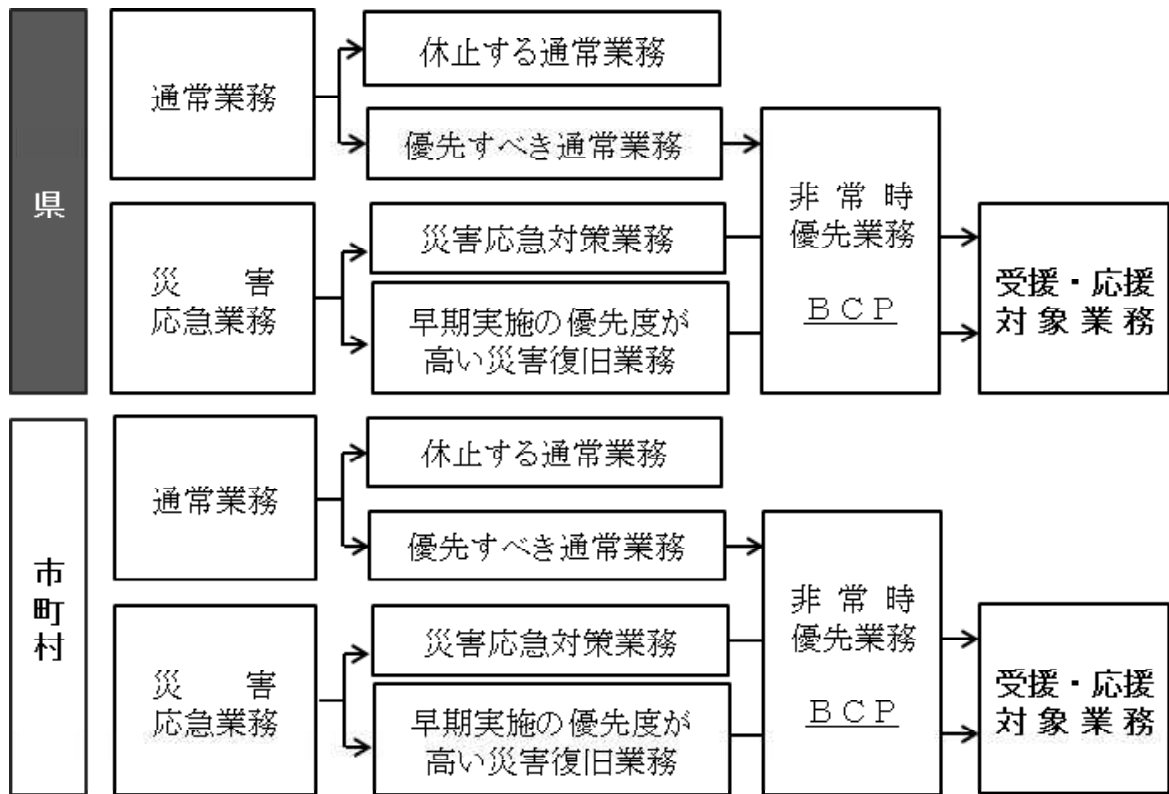 県
通常業務
休止する通常業務
優先すべき通常業務
災害
応急業務
災害応急対策業務
早期実施の優先度が
高い災害復旧業務
非常時
優先業務
BCP
受援・応援
対象業務
市町村
通常業務
休止する通常業務
優先すべき通常業務
災害
応急業務
災害応急対策業務
早期実施の優先度が
高い災害復旧業務
非常時
優先業務
BCP
受援・応援
対象業務